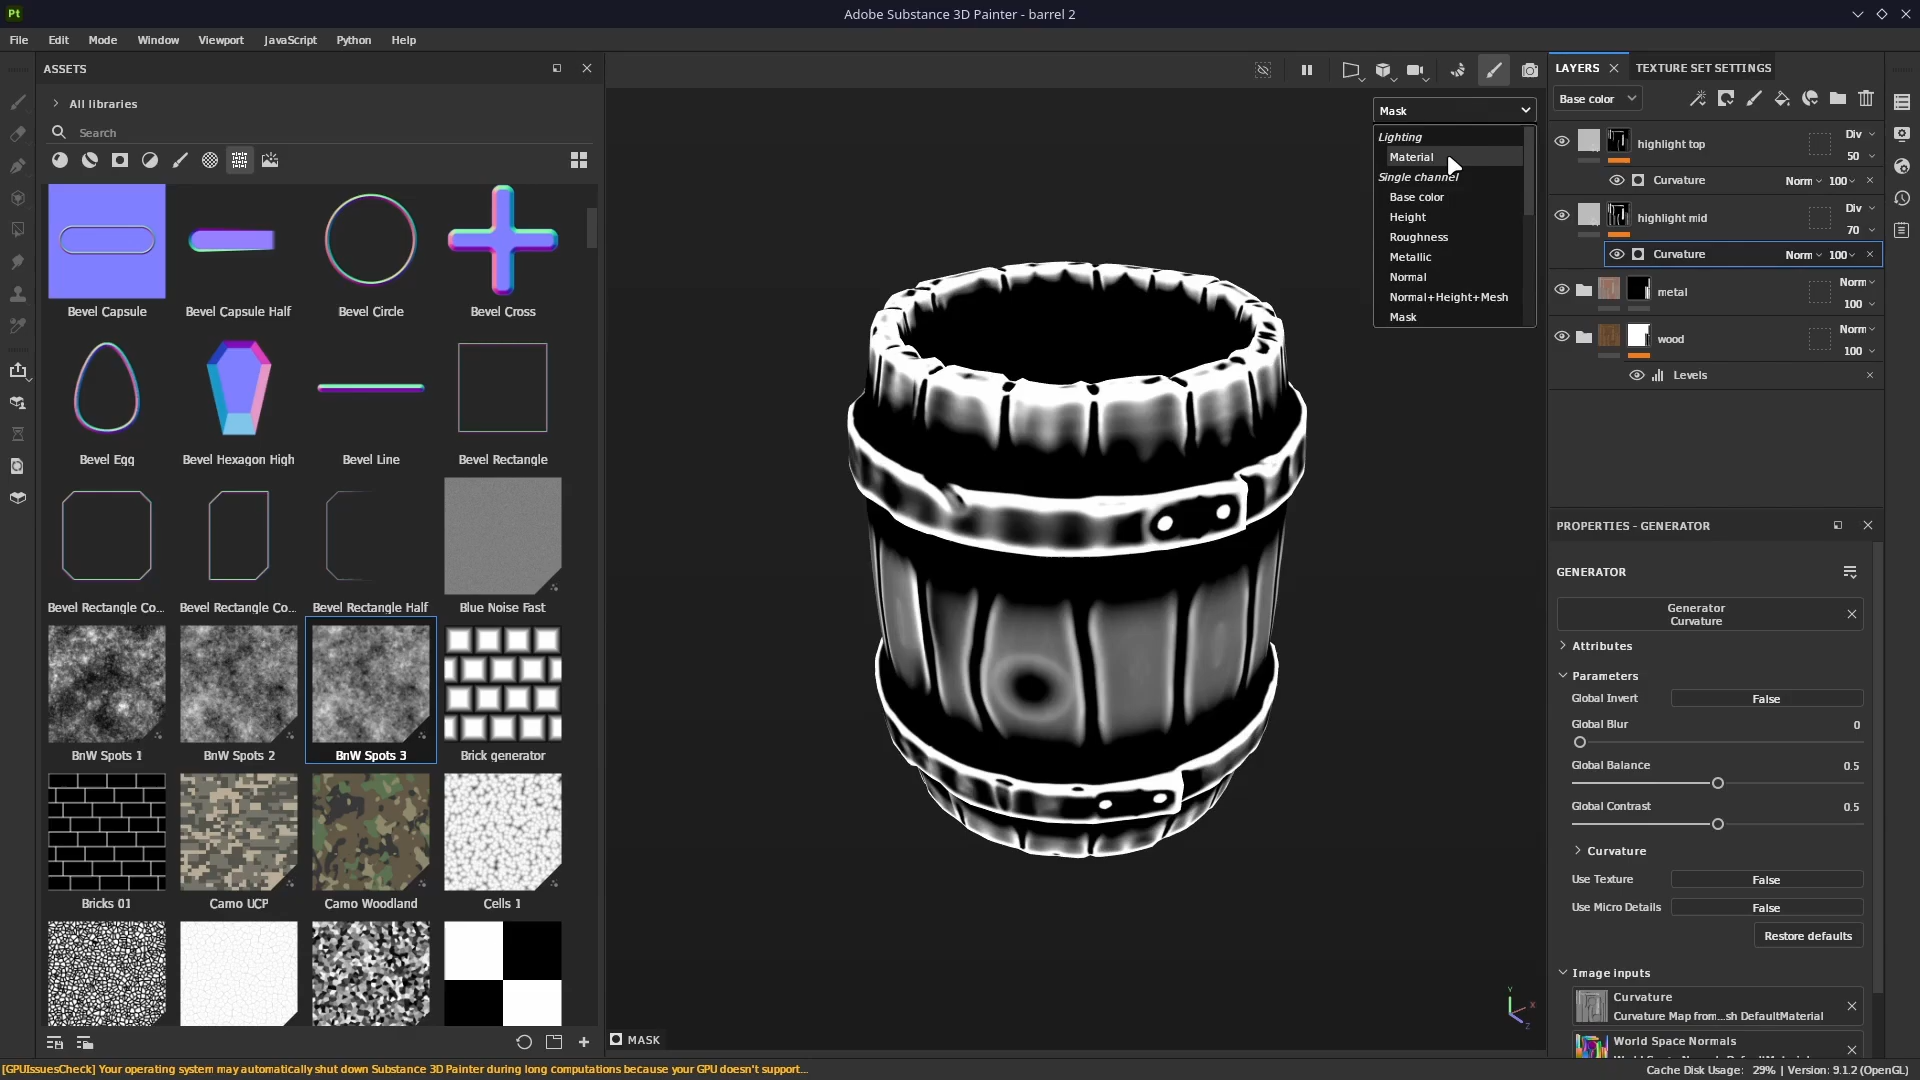 Pt
Adobe Substance 3D Painter - barrel 2
File
Edit
Mode
Window
Viewport
JavaScript
Python
Help
ASSETS
All libraries
Search
Bevel Capsule
Bevel Capsule Half
Bevel Circle
Bevel Cross
Bevel Egg
Bevel Hexagon High
Bevel Line
Bevel Rectangle
Bevel Rectangle Co...
Bevel Rectangle Co...
Bevel Rectangle Half
Blue Noise Fast
BnW Spots 1
BnW Spots 2
BnW Spots 3
Brick generator
Bricks 01
Camo UCP
Camo Woodland
Cells 1
Mask
Lighting
Material
Single channel
Base color
Height
Roughness
Metallic
Normal
Normal+Height+Mesh
Mask
MASK
Y
X
Z
LAYERS
TEXTURE SET SETTINGS
Base color
highlight top
Div
50
Curvature
Norm
100
highlight mid
Div
70
Curvature
Norm
100
metal
Norm
100
wood
Norm
100
Levels
PROPERTIES - GENERATOR
GENERATOR
Generator
Curvature
Attributes
Parameters
Global Invert
False
Global Blur
0
Global Balance
0.5
Global Contrast
0.5
Curvature
Use Texture
False
Use Micro Details
False
Restore defaults
Image inputs
Curvature
Curvature Map from...sh DefaultMaterial
World Space Normals
[GPUIssuesCheck] Your operating system may automatically shut down Substance 3D Painter during long computations because your GPU doesn't support...
Cache Disk Usage: 29% | Version: 9.1.2 (OpenGL)